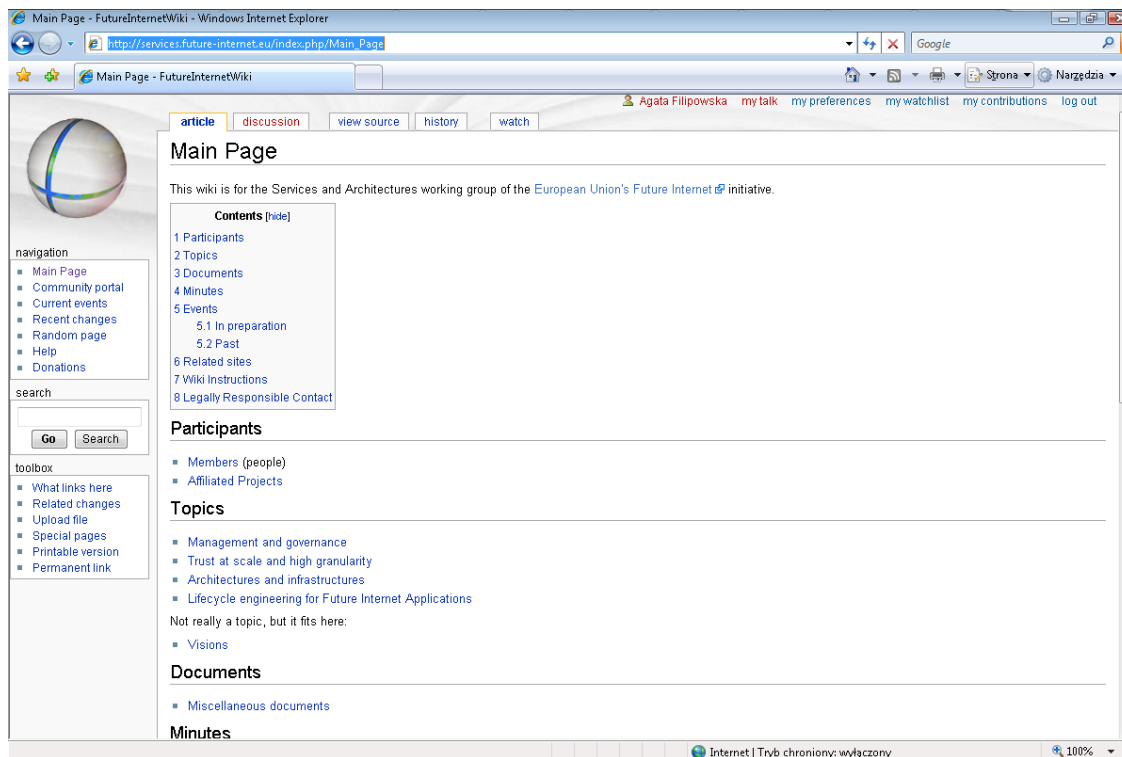 Main Page - FutureInternetWiki - Windows Internet Explorer
http://services.future-internet.eu/index.php/Main_Page
Google
Main Page - FutureInternetWiki
Strona
Narzędzia
Agata Filipowska my talk my preferences my watchlist my contributions log out
article discussion view source history watch
Main Page
This wiki is for the Services and Architectures working group of the European Union's Future Internet initiative.
Contents [hide]
1 Participants
2 Topics
3 Documents
4 Minutes
5 Events
5.1 In preparation
5.2 Past
6 Related sites
7 Wiki Instructions
8 Legally Responsible Contact
navigation
Main Page
Community portal
Current events
Recent changes
Random page
Help
Donations
search
Go Search
toolbox
What links here
Related changes
Upload file
Special pages
Printable version
Permanent link
Participants
Members (people)
Affiliated Projects
Topics
Management and governance
Trust at scale and high granularity
Architectures and infrastructures
Lifecycle engineering for Future Internet Applications
Not really a topic, but it fits here:
Visions
Documents
Miscellaneous documents
Minutes
Internet | Tryb chroniony: wyłączony
100%